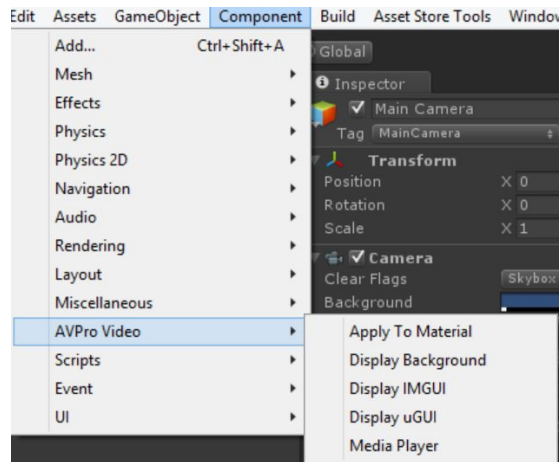 Edit Assets GameObject Component Build Asset Store Tools Window
Add... Ctrl+Shift+A
Mesh
Effects
Physics
Physics 2D
Navigation
Audio
Rendering
Layout
Miscellaneous
AVPro Video
Scripts
Event
UI
Global
Inspector
Main Camera
Tag MainCamera
Transform
Position X 0
Rotation X 0
Scale X 1
Camera
Clear Flags Skybox
Background
Apply To Material
Display Background
Display IMGUI
Display uGUI
Media Player